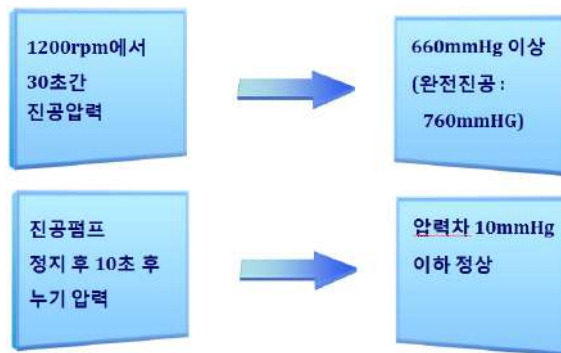 1200rpm에서
30초간
진공압력
660mmHg 이상
(완전진공 :
760mmHG)
진공펌프
정지 후 10초 후
누기 압력
압력차 10mmHg
이하 정상